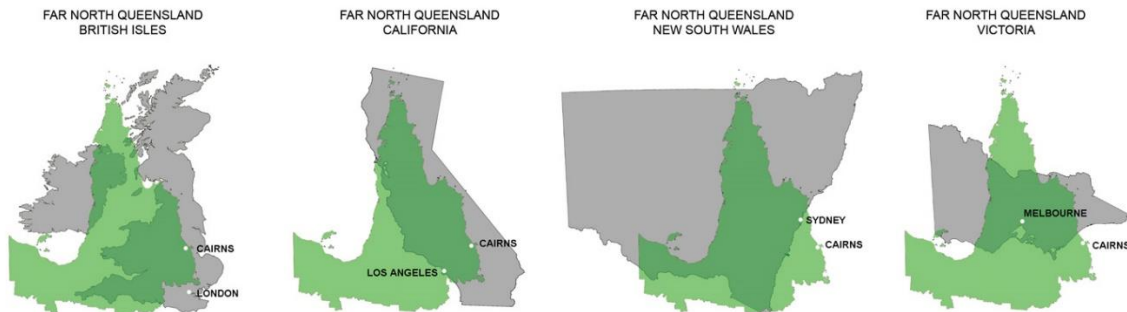 FAR NORTH QUEENSLAND
BRITISH ISLES
CAIRNS
LONDON
FAR NORTH QUEENSLAND
CALIFORNIA
CAIRNS
LOS ANGELES
FAR NORTH QUEENSLAND
NEW SOUTH WALES
SYDNEY
CAIRNS
FAR NORTH QUEENSLAND
VICTORIA
MELBOURNE
CAIRNS